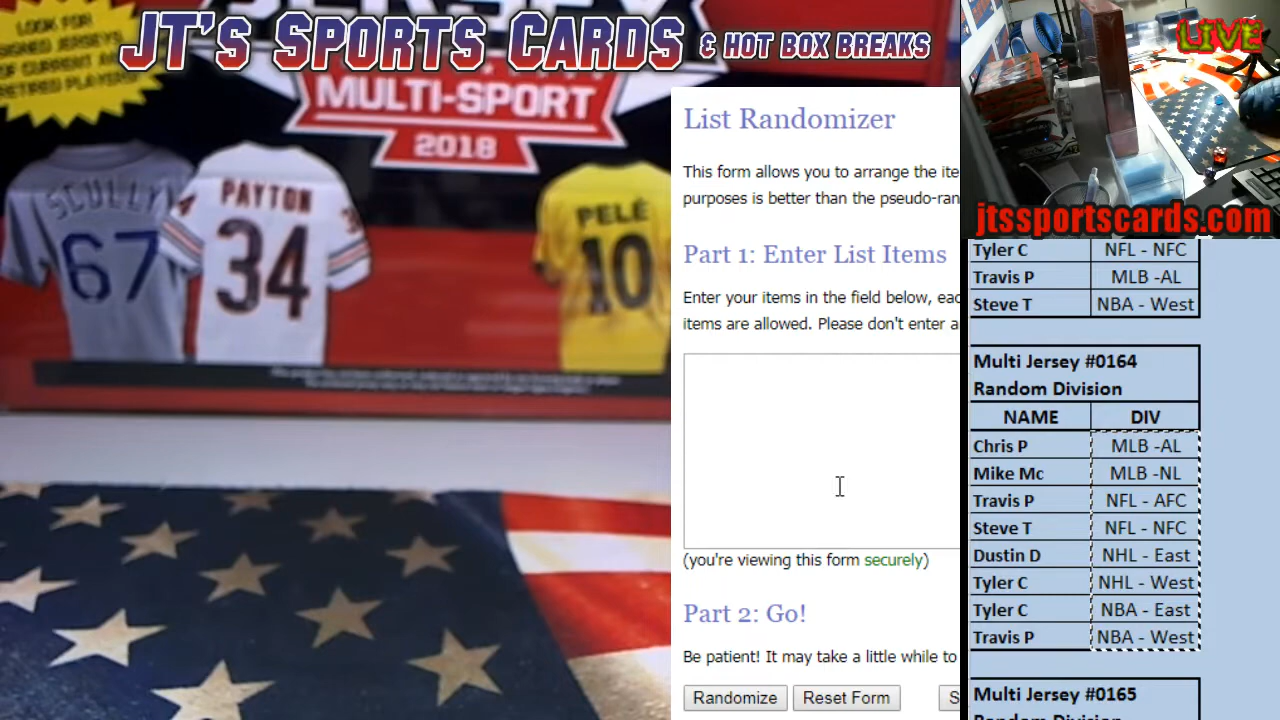 LOOK FOR
SIGNED JERSEYS
OF CURRENT AND
RETIRED PLAYERS
JT's Sports Cards & Hot Box Breaks
MULTI-SPORT
2018
SCULLY
67
PAYTON
34
PELÉ
10
List Randomizer
This form allows you to arrange the ite
purposes is better than the pseudo-ran
Part 1: Enter List Items
Enter your items in the field below, eac
items are allowed. Please don't enter a
(you're viewing this form securely)
Part 2: Go!
Be patient! It may take a little while to
Randomize Reset Form S
LIVE
jtssportscards.com
Tyler C NFL - NFC
Travis P MLB -AL
Steve T NBA - West
Multi Jersey #0164
Random Division
NAME DIV
Chris P MLB -AL
Mike Mc MLB -NL
Travis P NFL - AFC
Steve T NFL - NFC
Dustin D NHL - East
Tyler C NHL - West
Tyler C NBA - East
Travis P NBA - West
Multi Jersey #0165
Random Division